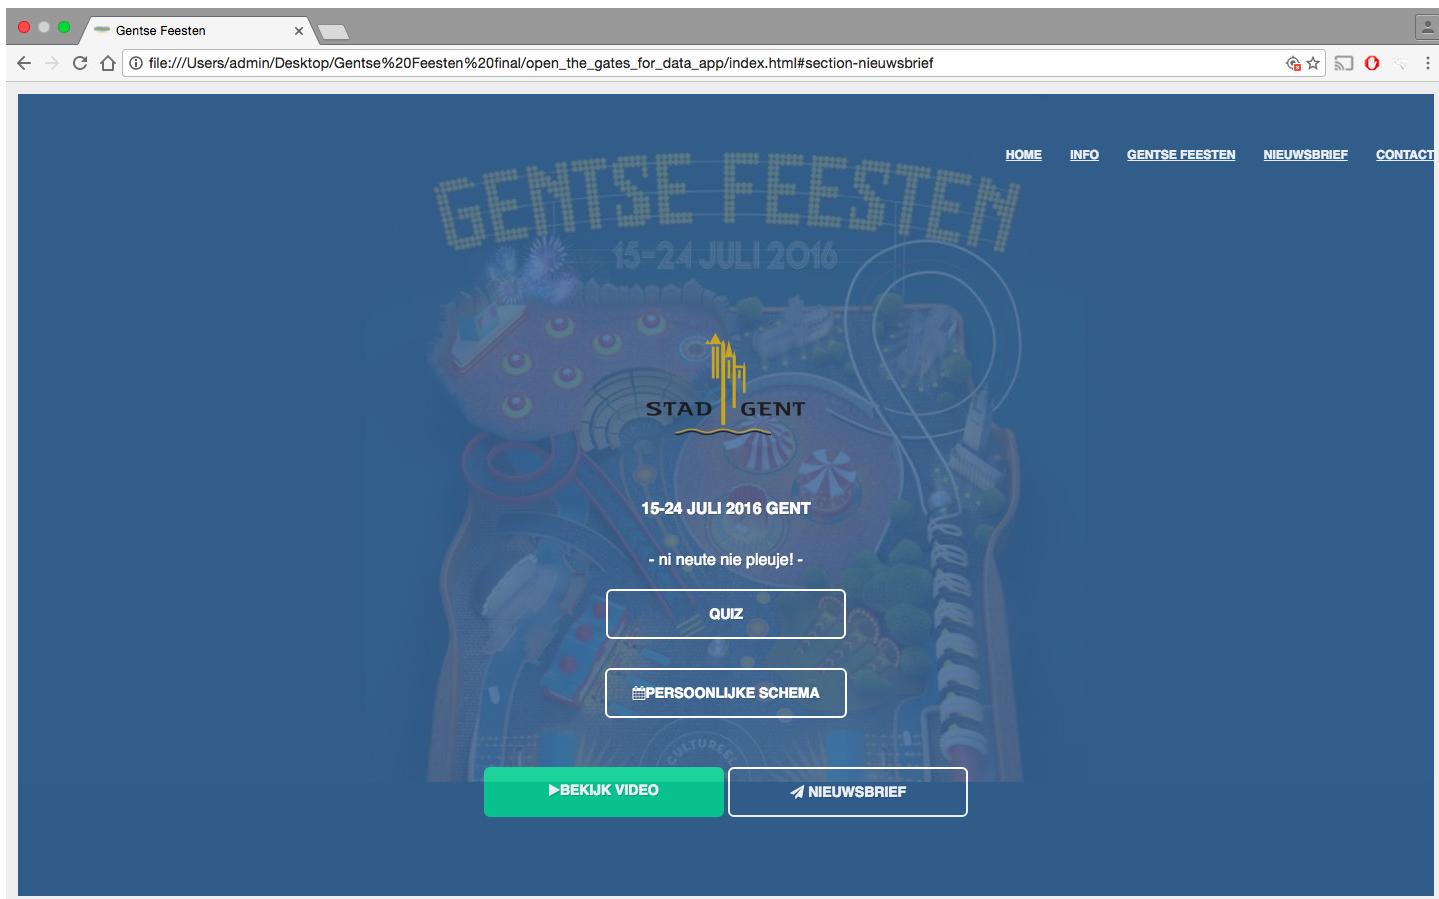 Gentse Feesten
file:///Users/admin/Desktop/Gentse%20Feesten%20final/open_the_gates_for_data_app/index.html#section-nieuwsbrief
HOME INFO GENTSE FEESTEN NIEUWSBRIEF CONTACT
GENTSE FEESTEN
15-24 JULI 2016
STAD GENT
15-24 JULI 2016 GENT
- ni neute nie pleuje! -
QUIZ
PERSOONLIJKE SCHEMA
CULTUREEL
BEKIJK VIDEO
NIEUWSBRIEF